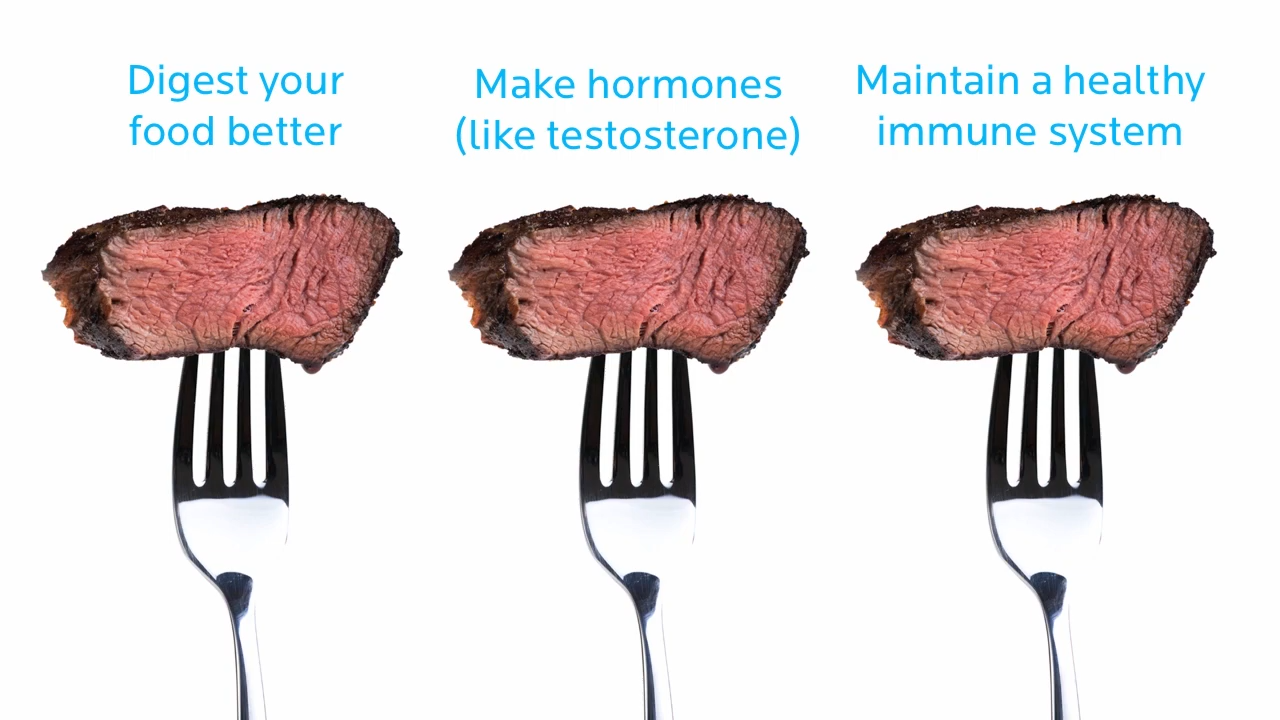 Digest your
food better
Make hormones
(like testosterone)
Maintain a healthy
immune system